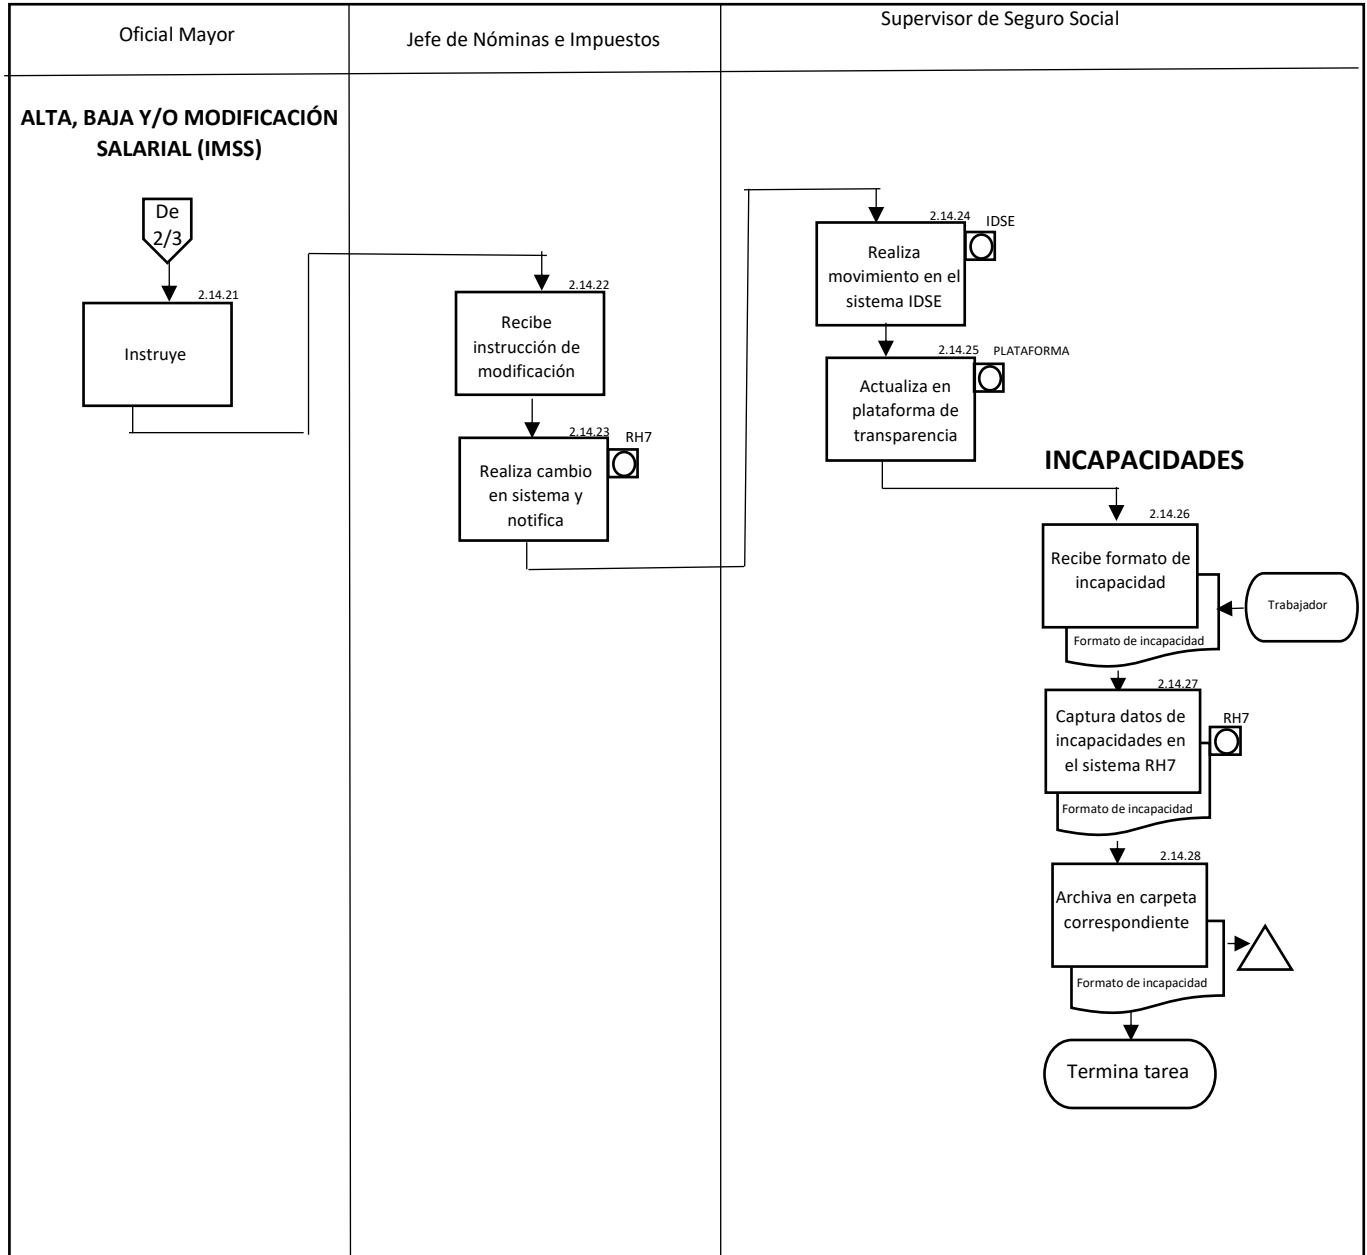 Oficial Mayor
Jefe de Nóminas e Impuestos
Supervisor de Seguro Social
ALTA, BAJA Y/O MODIFICACIÓN
SALARIAL (IMSS)
De
2/3
2.14.21
Instruye
2.14.22
Recibe
instrucción de
modificación
2.14.23
RH7
Realiza cambio
en sistema y
notifica
2.14.24
IDSE
Realiza
movimiento en el
sistema IDSE
2.14.25
PLATAFORMA
Actualiza en
plataforma de
transparencia
INCAPACIDADES
2.14.26
Recibe formato de
incapacidad
Trabajador
Formato de incapacidad
2.14.27
RH7
Captura datos de
incapacidades en
el sistema RH7
Formato de incapacidad
2.14.28
Archiva en carpeta
correspondiente
Formato de incapacidad
Termina tarea